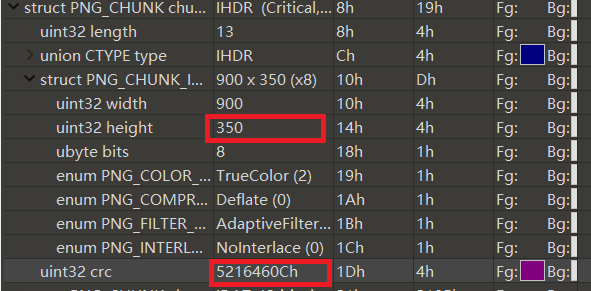 struct PNG_CHUNK chu... IHDR (Critical,... 8h 19h Fg: Bg:
uint32 length 13 8h 4h Fg: Bg:
union CTYPE type IHDR Ch 4h Fg: Bg:
struct PNG_CHUNK_I... 900 x 350 (x8) 10h Dh Fg: Bg:
uint32 width 900 10h 4h Fg: Bg:
uint32 height 350 14h 4h Fg: Bg:
ubyte bits 8 18h 1h Fg: Bg:
enum PNG_COLOR_... TrueColor (2) 19h 1h Fg: Bg:
enum PNG_COMPR... Deflate (0) 1Ah 1h Fg: Bg:
enum PNG_FILTER_... AdaptiveFilter... 1Bh 1h Fg: Bg:
enum PNG_INTERL... NoInterlace (0) 1Ch 1h Fg: Bg:
uint32 crc 5216460Ch 1Dh 4h Fg: Bg: